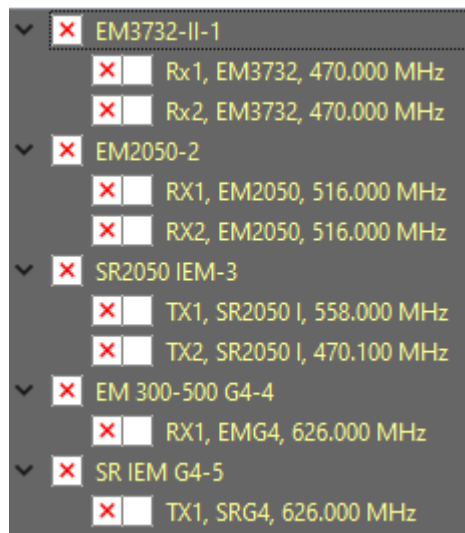 EM3732-II-1
Rx1, EM3732, 470.000 MHz
Rx2, EM3732, 470.000 MHz
EM2050-2
RX1, EM2050, 516.000 MHz
RX2, EM2050, 516.000 MHz
SR2050 IEM-3
TX1, SR2050 I, 558.000 MHz
TX2, SR2050 I, 470.100 MHz
EM 300-500 G4-4
RX1, EMG4, 626.000 MHz
SR IEM G4-5
TX1, SRG4, 626.000 MHz